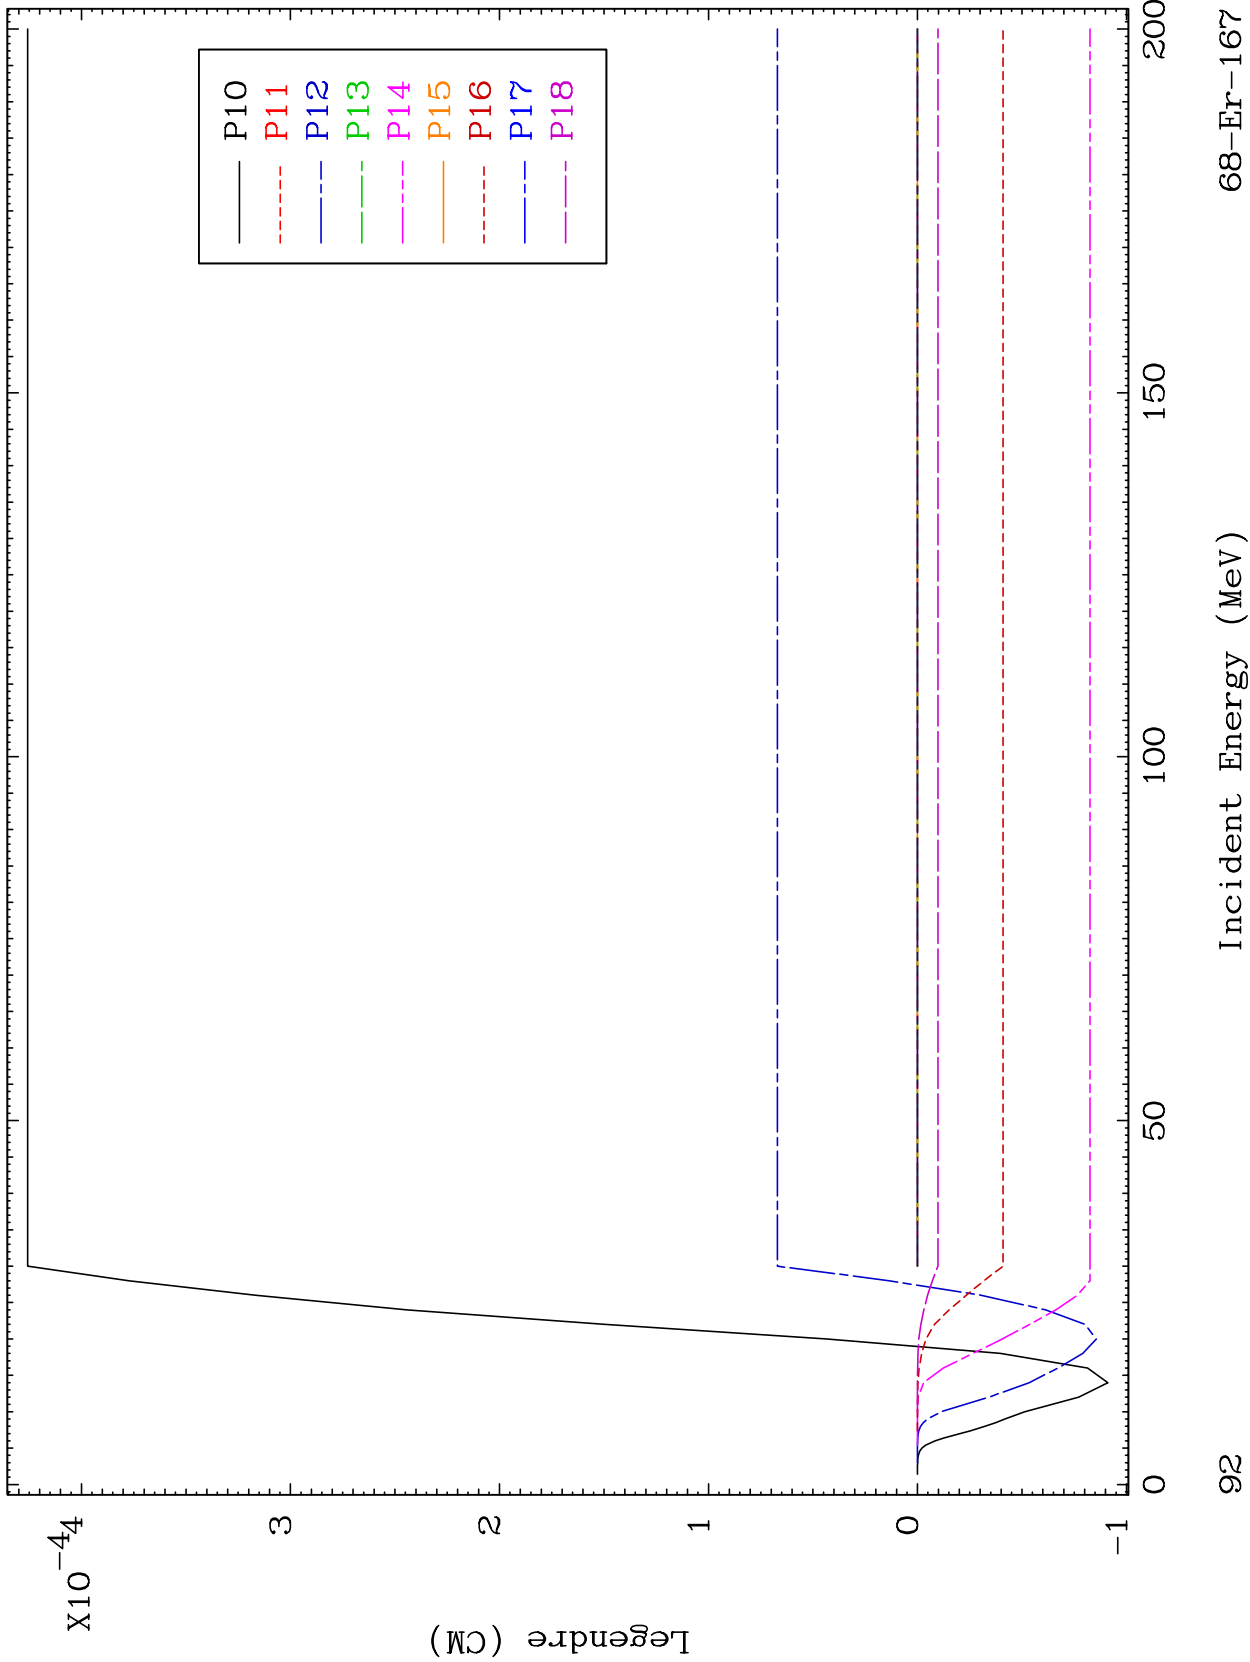 X10-4
4
3
2
1
0
-1
Legendre (CM)
P10
P11
P12
P13
P14
P15
P16
P17
P18
0
50
100
150
200
92
Incident Energy (MeV)
68-Er-167